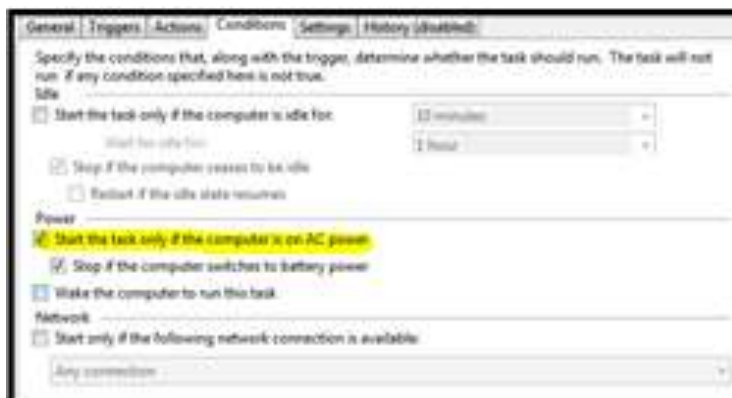 General Triggers Actions Conditions Settings History (disabled)
Specify the conditions that, along with the trigger, determine whether the task should run. The task will not
run if any condition specified here is not true.
Idle
Start the task only if the computer is idle for: 10 minutes
Wait for idle for: 1 hour
Stop if the computer ceases to be idle
Restart if the idle state resumes
Power
Start the task only if the computer is on AC power
Stop if the computer switches to battery power
Wake the computer to run this task
Network
Start only if the following network connection is available:
Any connection